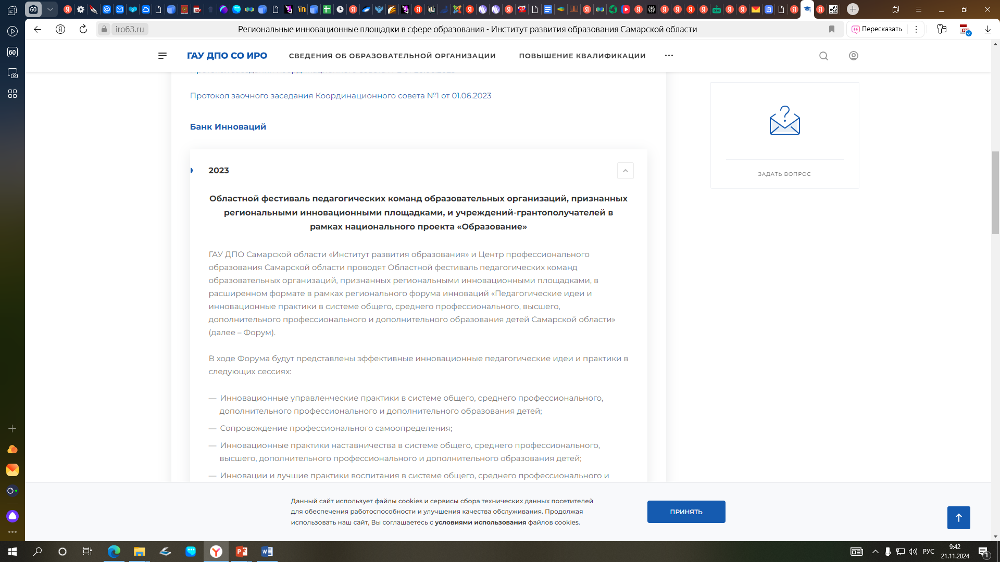 60
Региональные инновационные площадки в сфере образования - Институт развития образования Самарской области
iro63.ru
Пересказать
60
ГАУ ДПО СО ИРО
СВЕДЕНИЯ ОБ ОБРАЗОВАТЕЛЬНОЙ ОРГАНИЗАЦИИ
ПОВЫШЕНИЕ КВАЛИФИКАЦИИ
Протокол заочного заседания Координационного совета №1 от 01.06.2023
Банк Инноваций
2023
Областной фестиваль педагогических команд образовательных организаций, признанных
региональными инновационными площадками, и учреждений-грантополучателей в
рамках национального проекта «Образование»
ГАУ ДПО Самарской области «Институт развития образования» и Центр профессионального
образования Самарской области проводят Областной фестиваль педагогических команд
образовательных организаций, признанных региональными инновационными площадками, в
расширенном формате в рамках регионального форума инноваций «Педагогические идеи и
инновационные практики в системе общего, среднего профессионального, высшего,
дополнительного профессионального и дополнительного образования детей Самарской области»
(далее – Форум).
В ходе Форума будут представлены эффективные инновационные педагогические идеи и практики в
следующих сессиях:
— Инновационные управленческие практики в системе общего, среднего профессионального,
дополнительного профессионального и дополнительного образования детей;
— Сопровождение профессионального самоопределения;
— Инновационные практики наставничества в системе общего, среднего профессионального,
высшего, дополнительного профессионального и дополнительного образования детей;
— Инновации и лучшие практики воспитания в системе общего, среднего профессионального и
ЗАДАТЬ ВОПРОС
Данный сайт использует файлы cookies и сервисы сбора технических данных посетителей
для обеспечения работоспособности и улучшения качества обслуживания. Продолжая
использовать наш сайт, Вы соглашаетесь с условиями использования файлов cookies.
ПРИНЯТЬ
РУС
9:42
21.11.2024
1